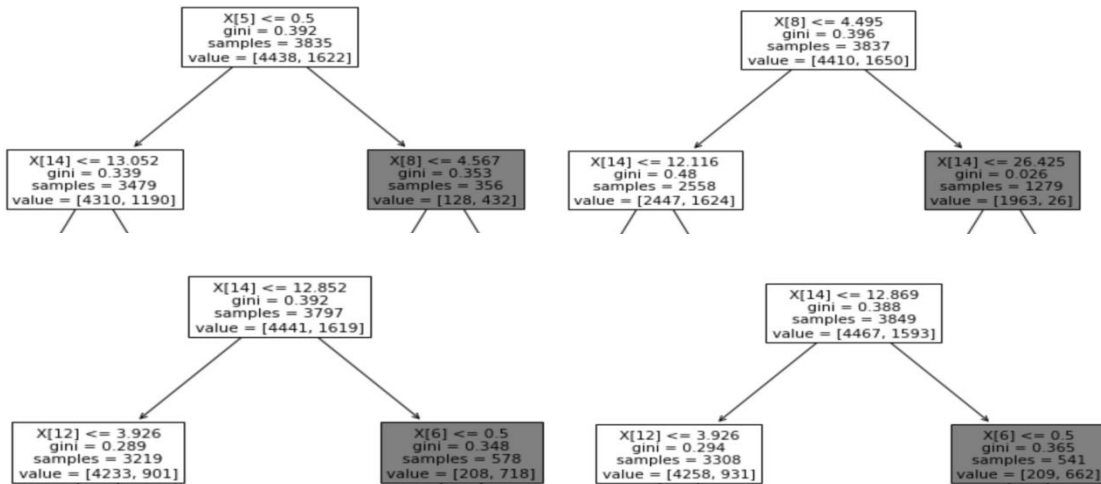 X[5] <= 0.5
gini = 0.392
samples = 3835
value = [4438, 1622]
X[14] <= 13.052
gini = 0.339
samples = 3479
value = [4310, 1190]
X[8] <= 4.567
gini = 0.353
samples = 356
value = [128, 432]
X[8] <= 4.495
gini = 0.396
samples = 3837
value = [4410, 1650]
X[14] <= 12.116
gini = 0.48
samples = 2558
value = [2447, 1624]
X[14] <= 26.425
gini = 0.026
samples = 1279
value = [1963, 26]
X[14] <= 12.852
gini = 0.392
samples = 3797
value = [4441, 1619]
X[12] <= 3.926
gini = 0.289
samples = 3219
value = [4233, 901]
X[6] <= 0.5
gini = 0.348
samples = 578
value = [208, 718]
X[14] <= 12.869
gini = 0.388
samples = 3849
value = [4467, 1593]
X[12] <= 3.926
gini = 0.294
samples = 3308
value = [4258, 931]
X[6] <= 0.5
gini = 0.365
samples = 541
value = [209, 662]